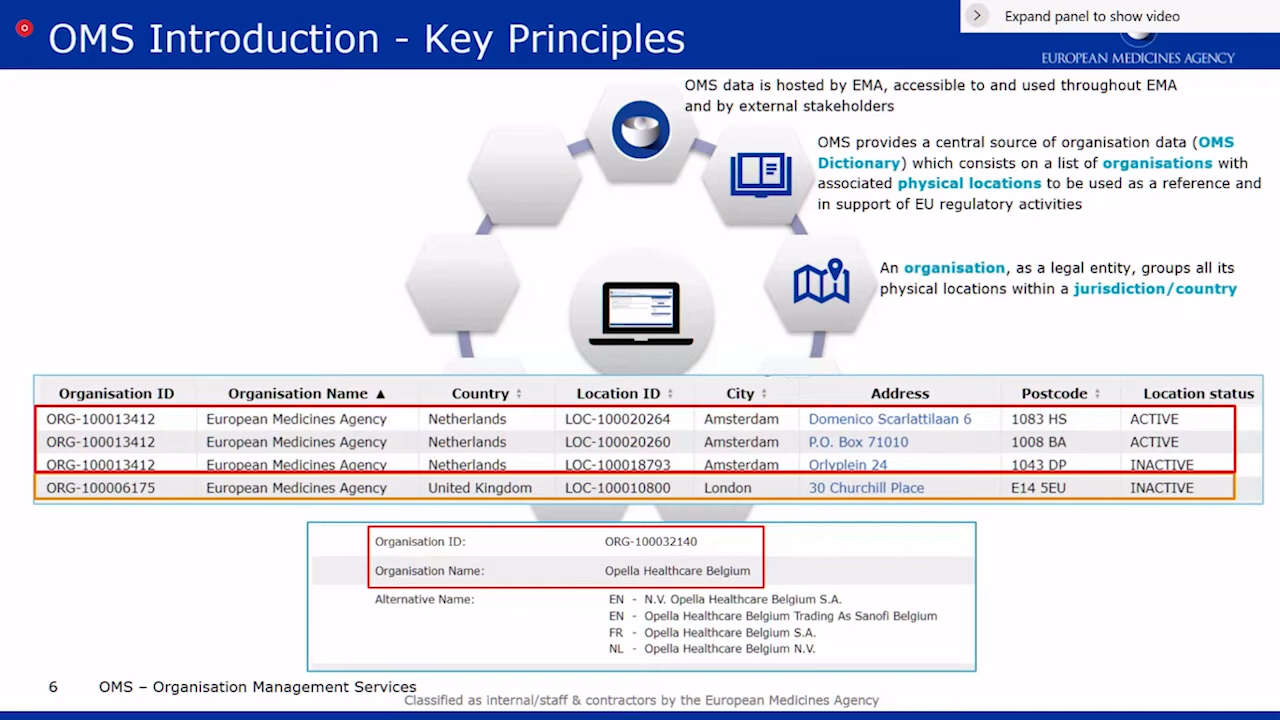 OMS Introduction - Key Principles
Expand panel to show video
EUROPEAN MEDICINES AGENCY
OMS data is hosted by EMA, accessible to and used throughout EMA
and by external stakeholders
OMS provides a central source of organisation data (OMS
Dictionary) which consists on a list of organisations with
associated physical locations to be used as a reference and
in support of EU regulatory activities
An organisation, as a legal entity, groups all its
physical locations within a jurisdiction/country
Organisation ID Organisation Name ▲ Country Location ID City Address Postcode Location status
ORG-100013412 European Medicines Agency Netherlands LOC-100020264 Amsterdam Domenico Scarlattilaan 6 1083 HS ACTIVE
ORG-100013412 European Medicines Agency Netherlands LOC-100020260 Amsterdam P.O. Box 71010 1008 BA ACTIVE
ORG-100013412 European Medicines Agency Netherlands LOC-100018793 Amsterdam Orlyplein 24 1043 DP INACTIVE
ORG-100006175 European Medicines Agency United Kingdom LOC-100010800 London 30 Churchill Place E14 5EU INACTIVE
Organisation ID: ORG-100032140
Organisation Name: Opella Healthcare Belgium
Alternative Name: EN - N.V. Opella Healthcare Belgium S.A.
EN - Opella Healthcare Belgium Trading As Sanofi Belgium
FR - Opella Healthcare Belgium S.A.
NL - Opella Healthcare Belgium N.V.
6 OMS – Organisation Management Services
Classified as internal/staff & contractors by the European Medicines Agency